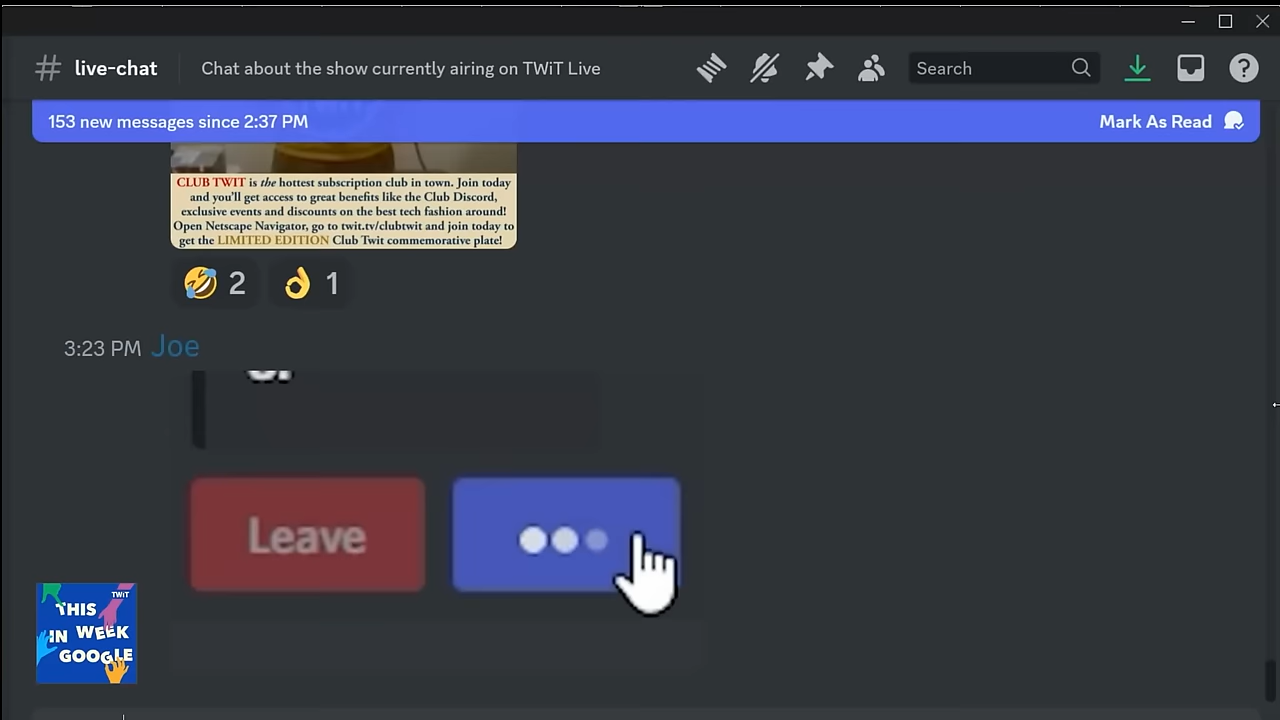 live-chat
Chat about the show currently airing on TWiT Live
Search
153 new messages since 2:37 PM
Mark As Read
CLUB TWIT is the hottest subscription club in town. Join today
and you'll get access to great benefits like the Club Discord,
exclusive events and discounts on the best tech fashion around!
Open Netscape Navigator, go to twit.tv/clubtwit and join today to
get the LIMITED EDITION Club Twit commemorative plate!
2
1
3:23 PM Joe
Leave
TWiT
THIS
IN WEEK
GOOGLE